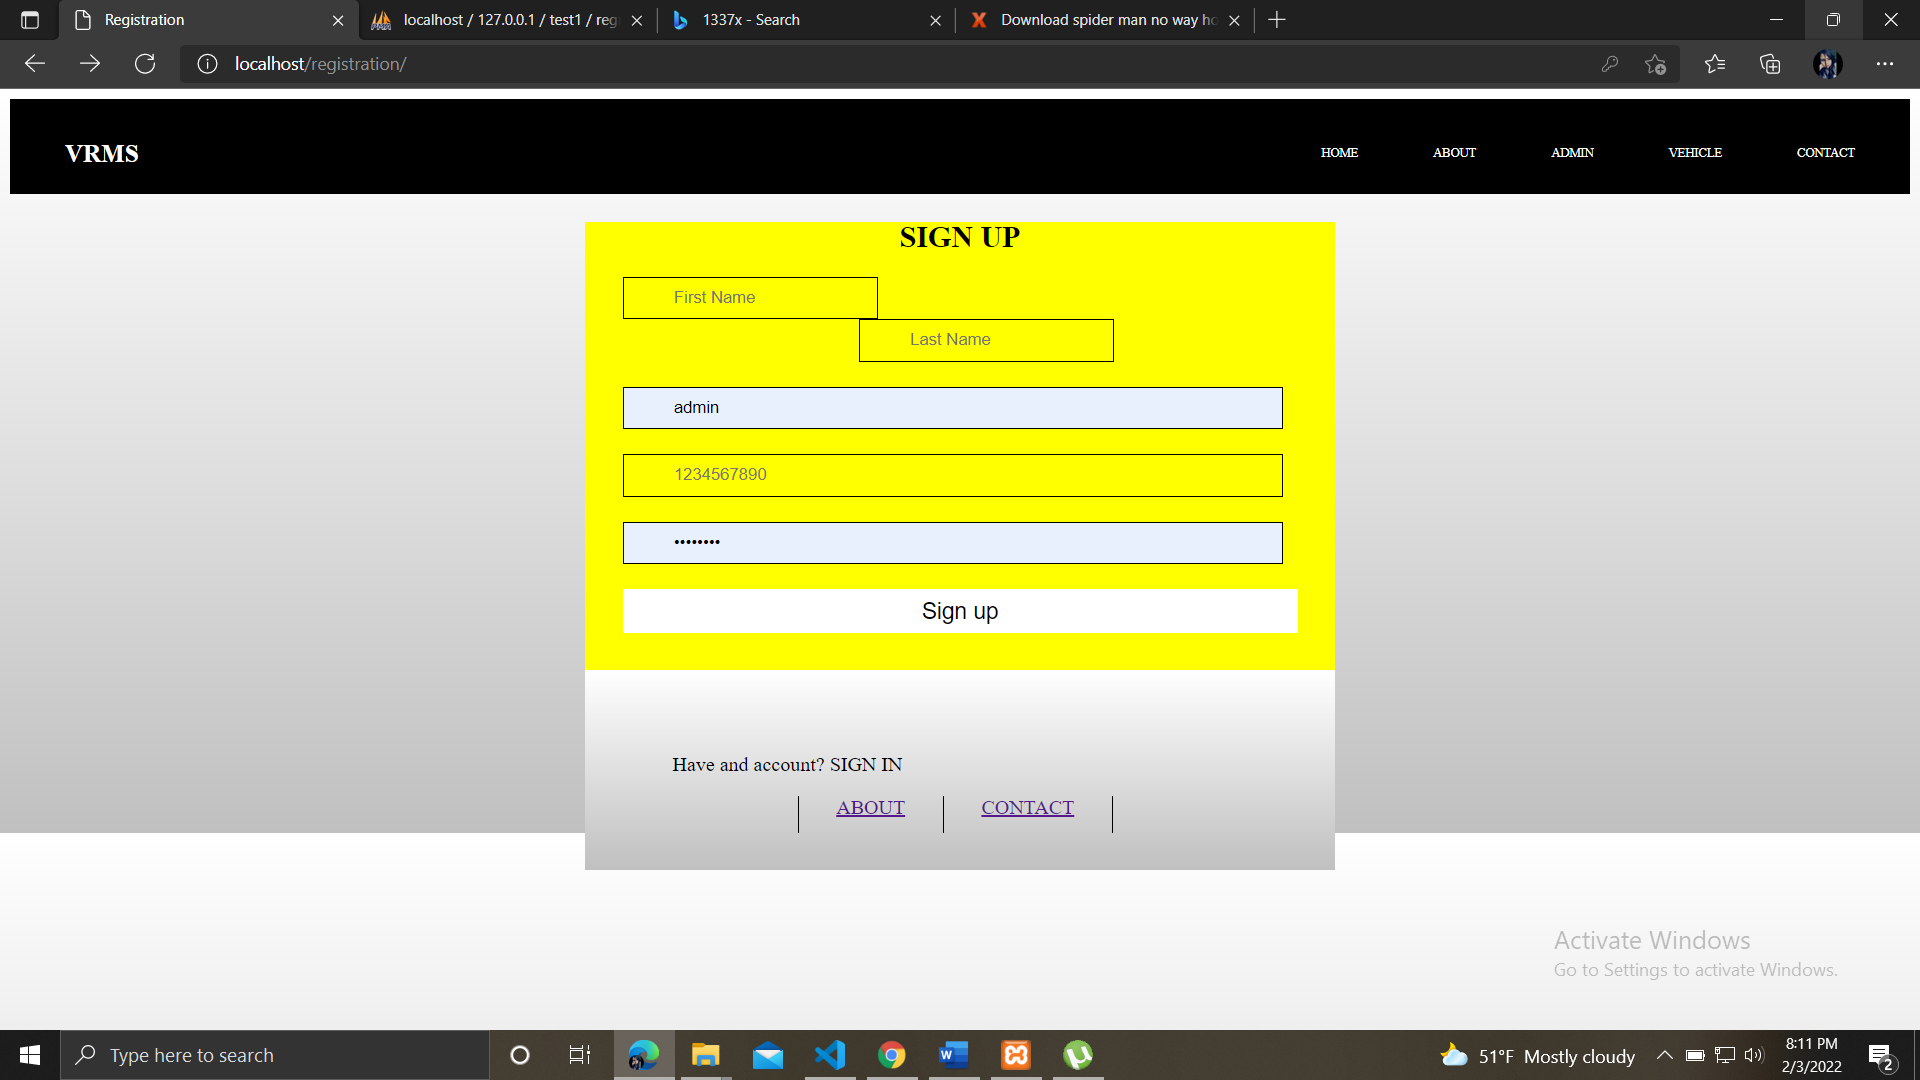 Registration
localhost / 127.0.0.1 / test1 / reg
1337x - Search
Download spider man no way ho
localhost/registration/
VRMS
HOME
ABOUT
ADMIN
VEHICLE
CONTACT
SIGN UP
First Name
Last Name
admin
1234567890
••••••••
Sign up
Have and account? SIGN IN
ABOUT
CONTACT
Activate Windows
Go to Settings to activate Windows.
Type here to search
51°F Mostly cloudy
8:11 PM
2/3/2022
2